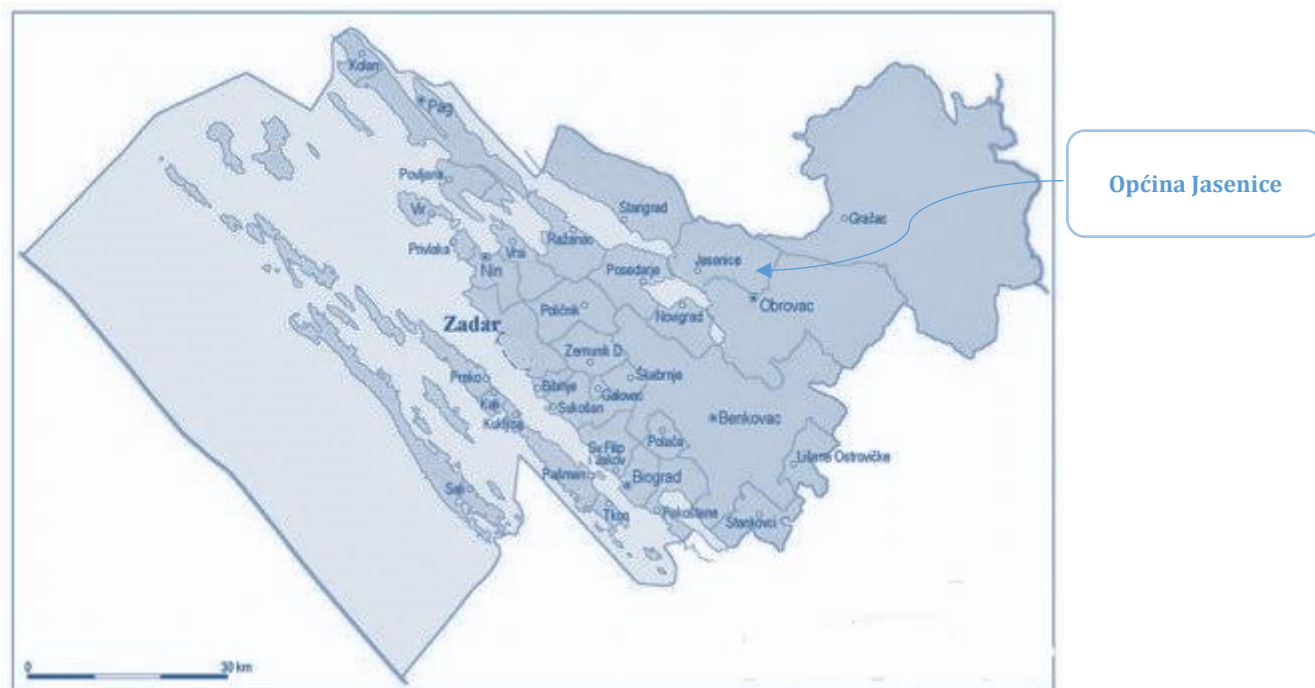 Kolan
Pag
Povljana
Vir
Privlaka
Nin
Vrsi
Ražanac
Starigrad
Gračac
Općina Jasenice
Jasenice
Posedarje
Obrovac
Novigrad
Poličnik
Zadar
Zemunik D.
Škabrnje
Preko
Bibinje
Galovac
Kali
Sukošan
Kukljica
Benkovac
Polača
Sv. Filip
i Jakov
Lišane Ostrovičke
Pašman
Biograd
Sali
Tkon
Pakoštane
Stankovci
0
30 km